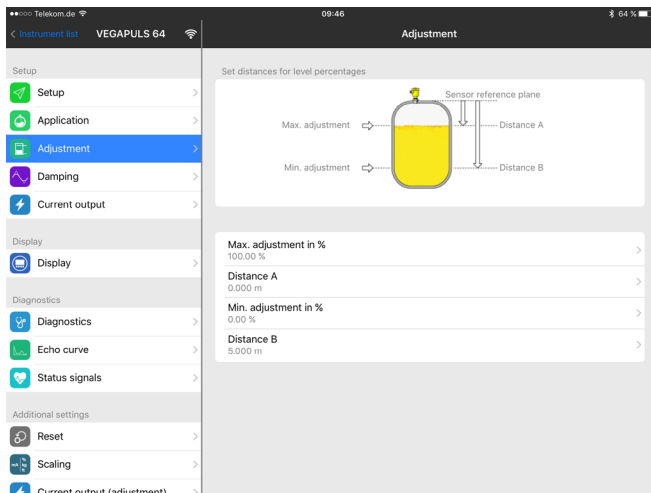 Telekom.de
09:46
64 %
Instrument list
VEGAPULS 64
Adjustment
Setup
Setup
Application
Adjustment
Damping
Current output
Display
Display
Diagnostics
Diagnostics
Echo curve
Status signals
Additional settings
Reset
Scaling
Current output (adjustment)
Set distances for level percentages
Sensor reference plane
Max. adjustment
Distance A
Min. adjustment
Distance B
Max. adjustment in %
100.00 %
Distance A
0.000 m
Min. adjustment in %
0.00 %
Distance B
5.000 m